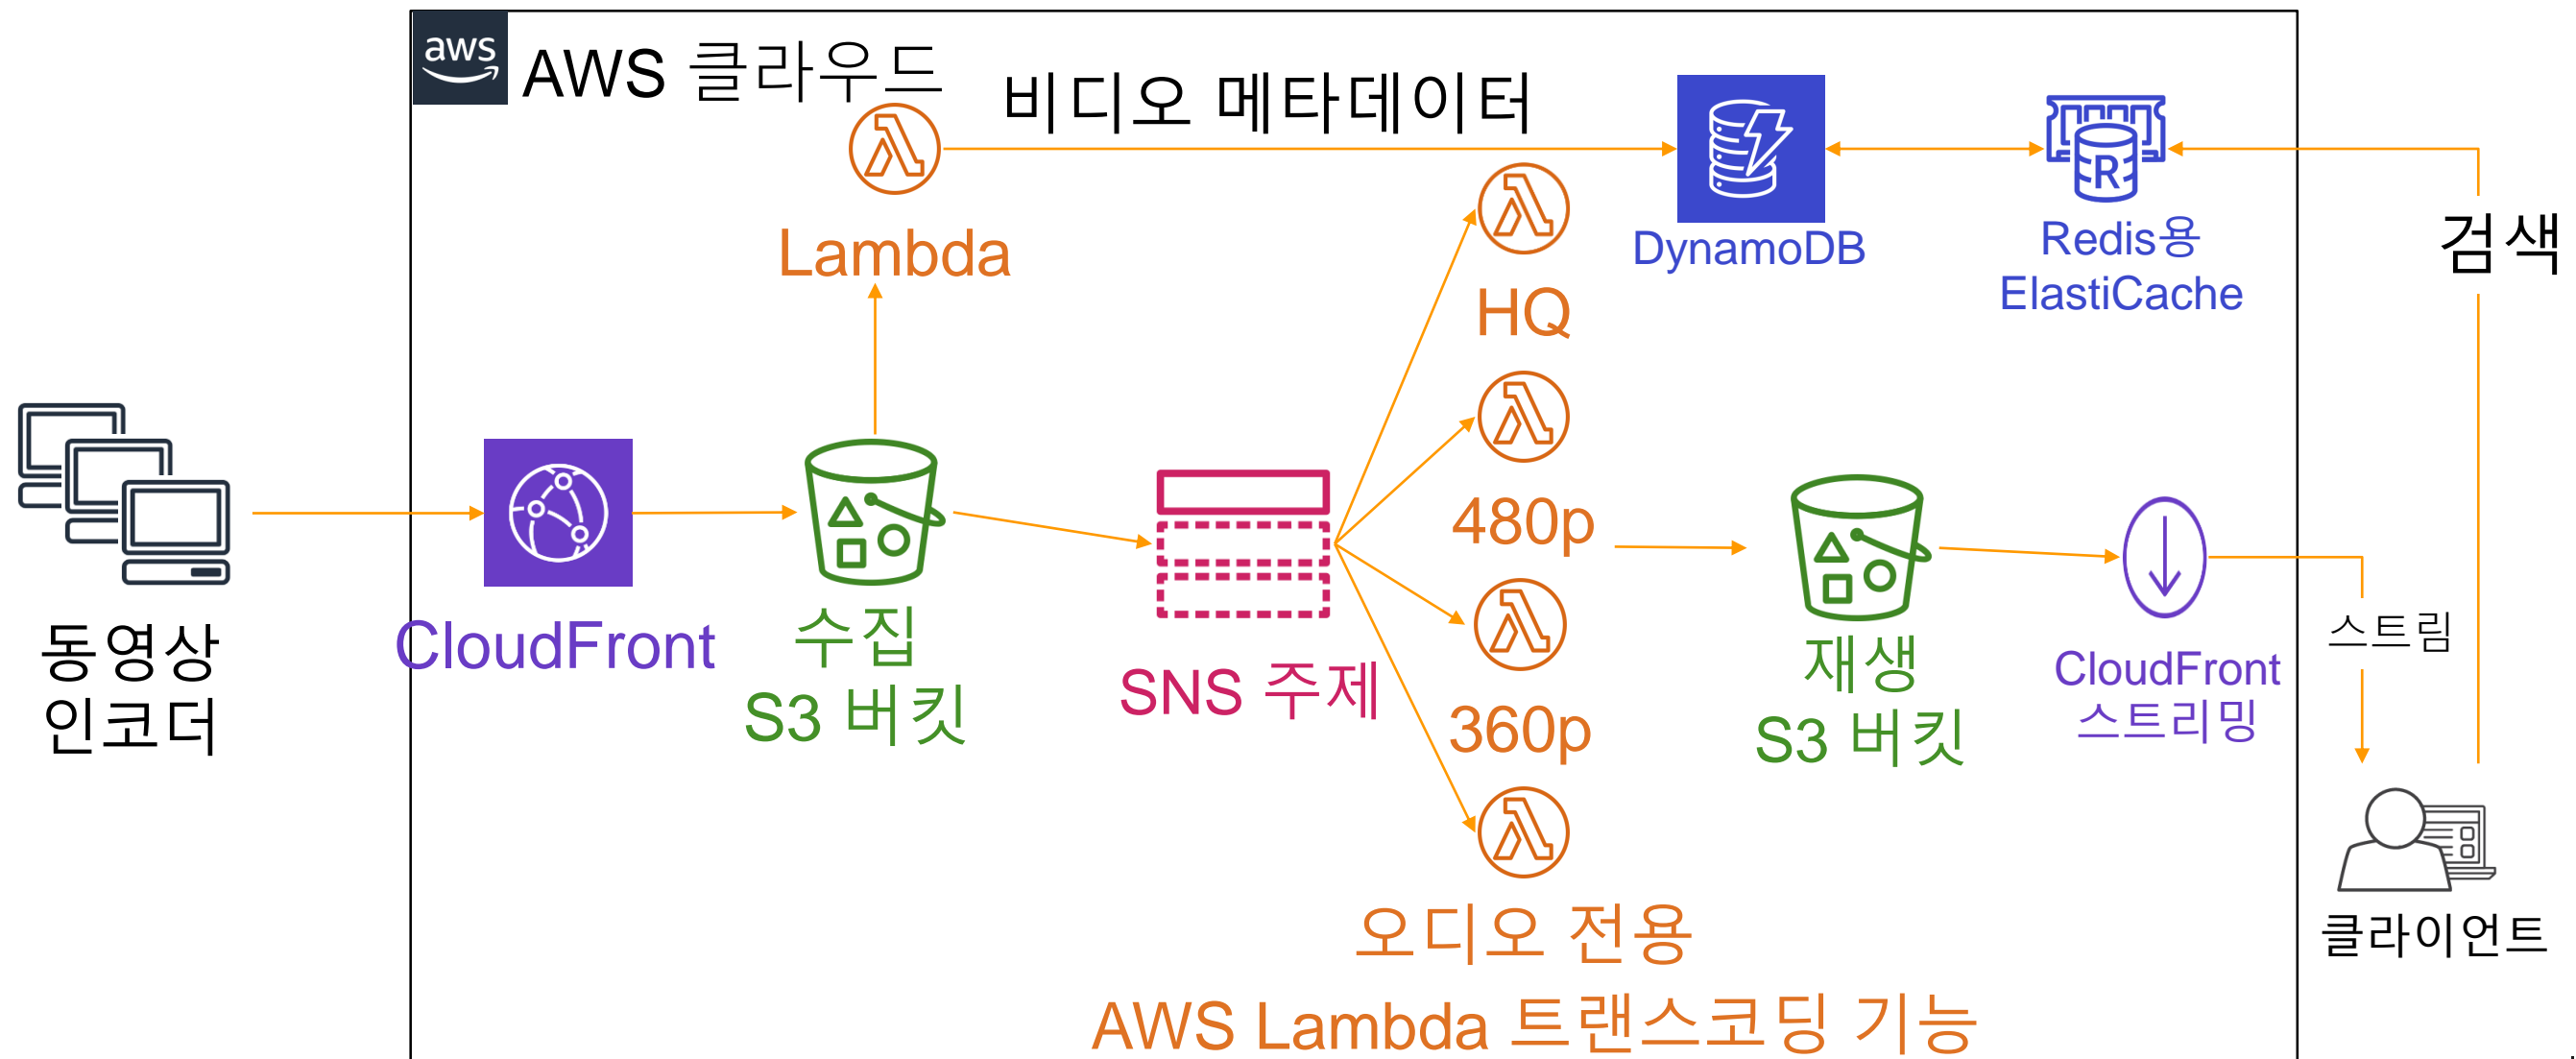 aws
AWS 클라우드
비디오 메타데이터
Lambda
HQ
DynamoDB
R
Redis용
ElastiCache
검색
480p
동영상
인코더
CloudFront
수집
S3 버킷
SNS 주제
360p
재생
S3 버킷
CloudFront
스트리밍
스트림
오디오 전용
AWS Lambda 트랜스코딩 기능
클라이언트